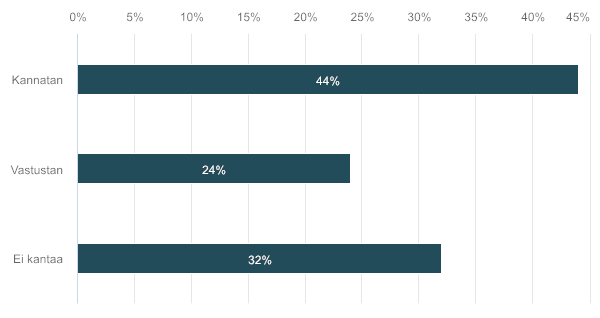 0% 5% 10% 15% 20% 25% 30% 35% 40% 45%
Kannatan 44%
Vastustan 24%
Ei kantaa 32%